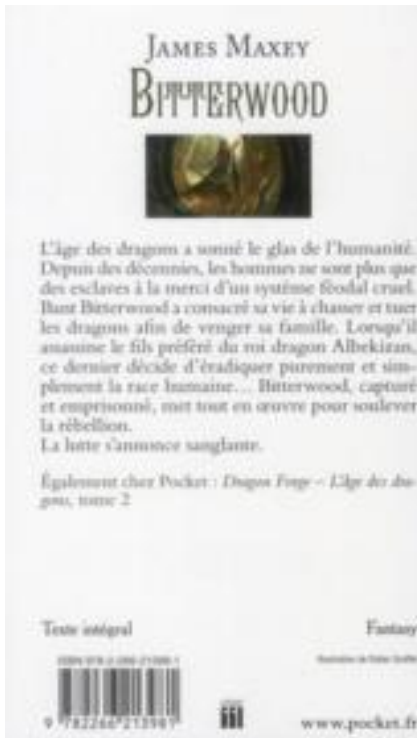 JAMES MAXEY
BITTERWOOD
L'âge des dragons a sonné le glas de l'humanité.
Depuis des décennies, les hommes ne sont plus que
des esclaves à la merci d'un système féodal cruel.
Bant Bitterwood a consacré sa vie à chasser et tuer
les dragons afin de venger sa famille. Lorsqu'il
assassine le fils préféré du roi dragon Albekizan,
ce dernier décide d'éradiquer purement et sim-
plement la race humaine... Bitterwood, capturé
et emprisonné, met tout en œuvre pour soulever
la rébellion.
La lutte s'annonce sanglante.
Également chez Pocket : Dragon Forge – L'âge des dra-
gons, tome 2
Texte intégral
Fantasy
9 782266 213981
www.pocket.fr